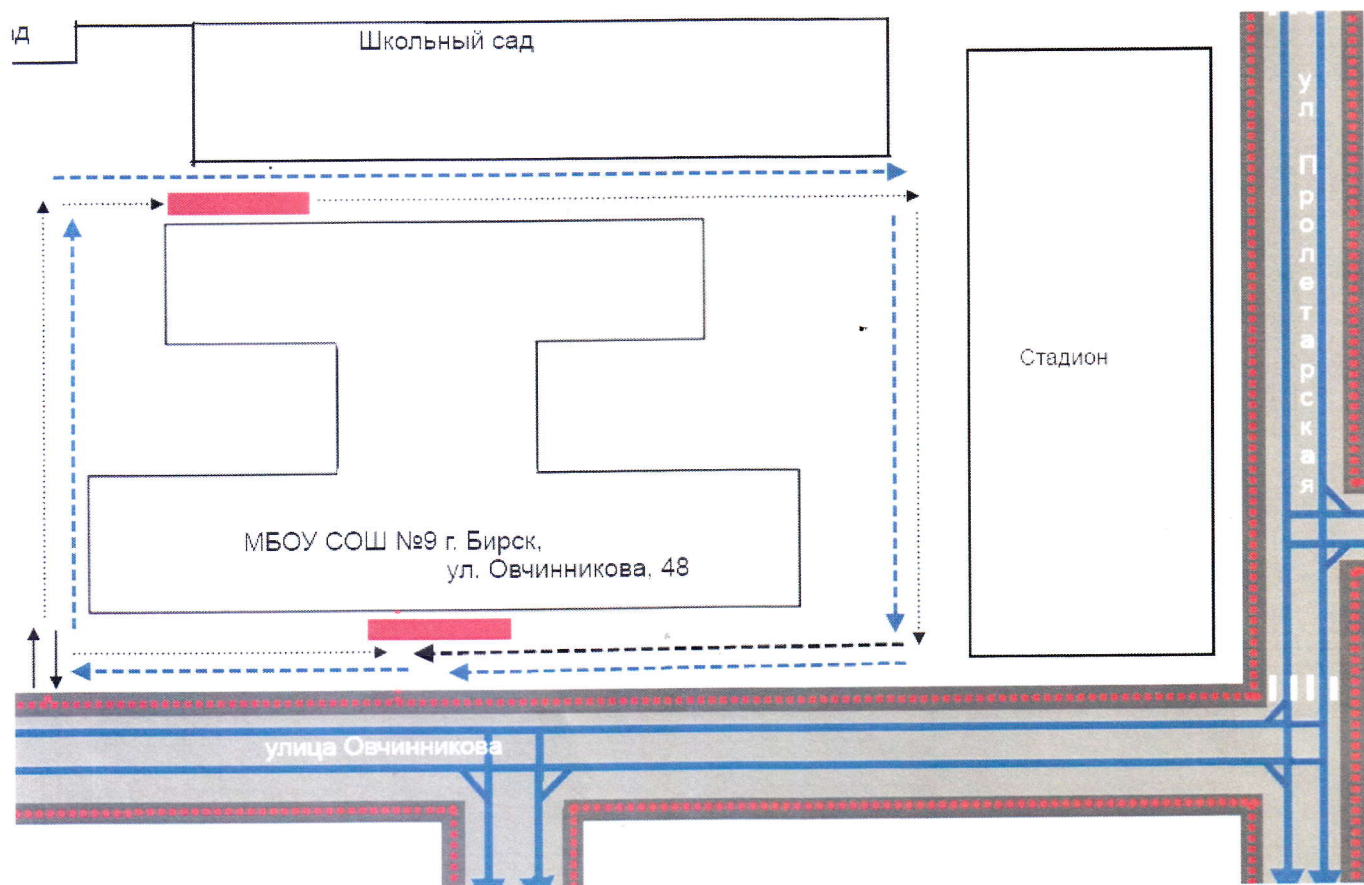 Школьный сад
ул Пролетарская
Стадион
МБОУ СОШ №9 г. Бирск,
ул. Овчинникова, 48
улица Овчинникова